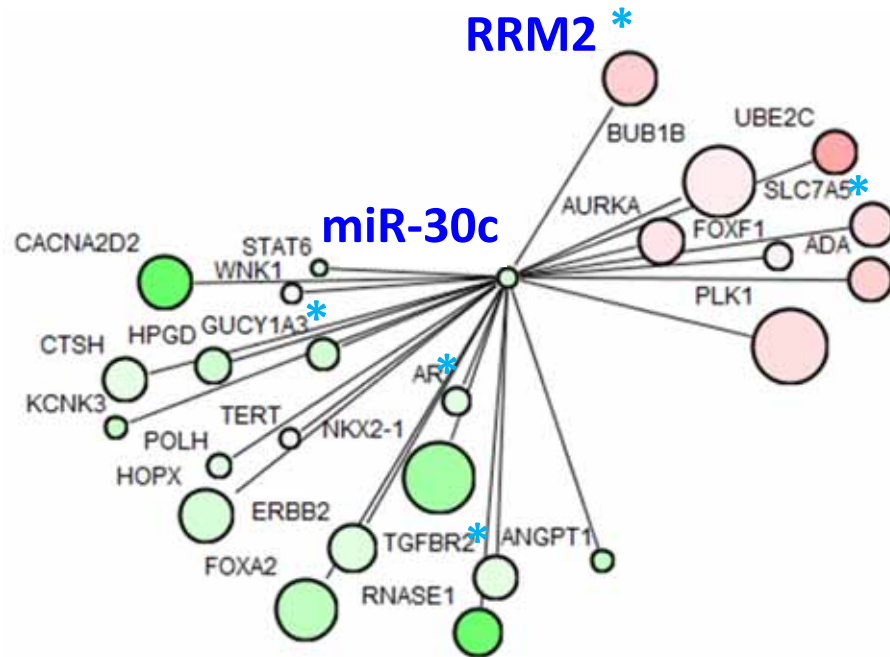 RRM2 *
BUB1B
UBE2C
SLC7A5*
AURKA
FOXF1
ADA
miR-30c
CACNA2D2
STAT6
WNK1
PLK1
GUCY1A3*
HPGD
CTSH
AR*
KCNK3
TERT
NKX2-1
POLH
HOPX
ERBB2
TGFBR2*
ANGPT1
FOXA2
RNASE1